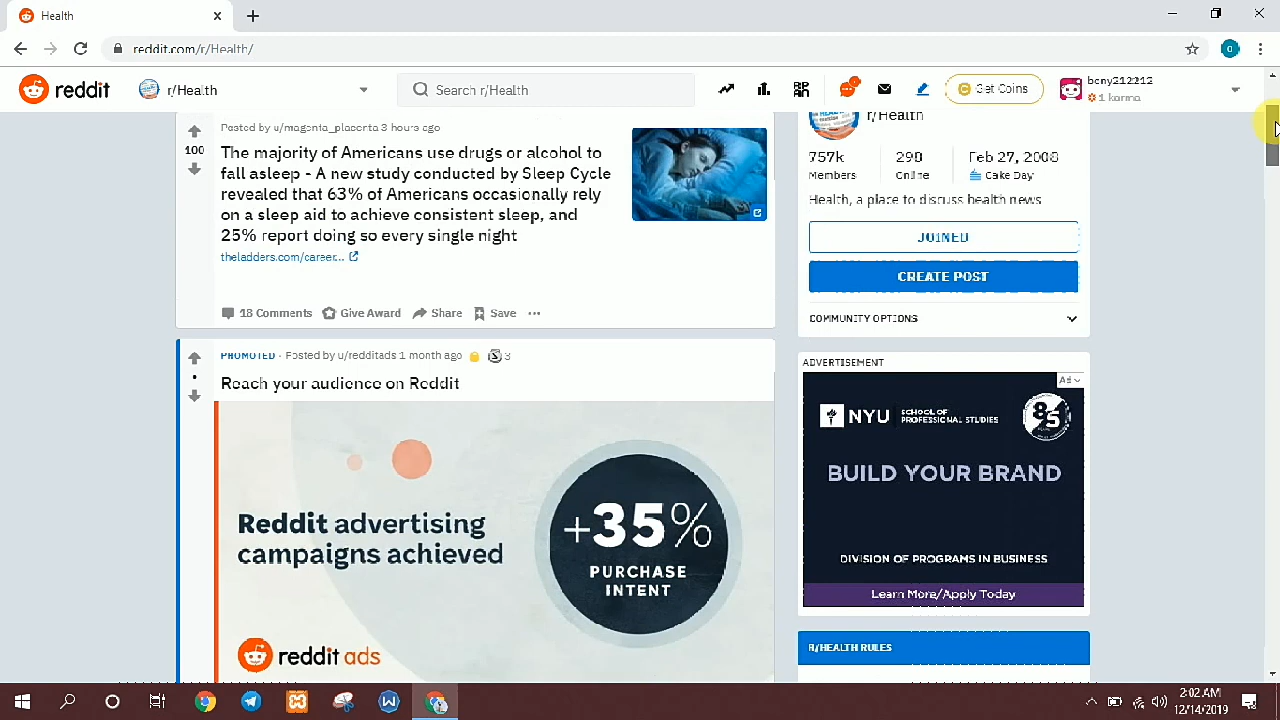 Health
reddit.com/r/Health/
reddit
r/Health
Search r/Health
Get Coins
bony212212
1 karma
Posted by u/magenta_placenta 3 hours ago
100
The majority of Americans use drugs or alcohol to
fall asleep - A new study conducted by Sleep Cycle
revealed that 63% of Americans occasionally rely
on a sleep aid to achieve consistent sleep, and
25% report doing so every single night
theladders.com/career...
18 Comments
Give Award
Share
Save
PROMOTED · Posted by u/redditads 1 month ago
3
Reach your audience on Reddit
Reddit advertising
campaigns achieved
+35%
PURCHASE
INTENT
reddit ads
r/Health
757k
Members
290
Online
Feb 27, 2008
Cake Day
Health, a place to discuss health news
JOINED
CREATE POST
COMMUNITY OPTIONS
ADVERTISEMENT
Ad
NYU
SCHOOL OF
PROFESSIONAL STUDIES
85
BUILD YOUR BRAND
DIVISION OF PROGRAMS IN BUSINESS
Learn More/Apply Today
R/HEALTH RULES
2:02 AM
12/14/2019